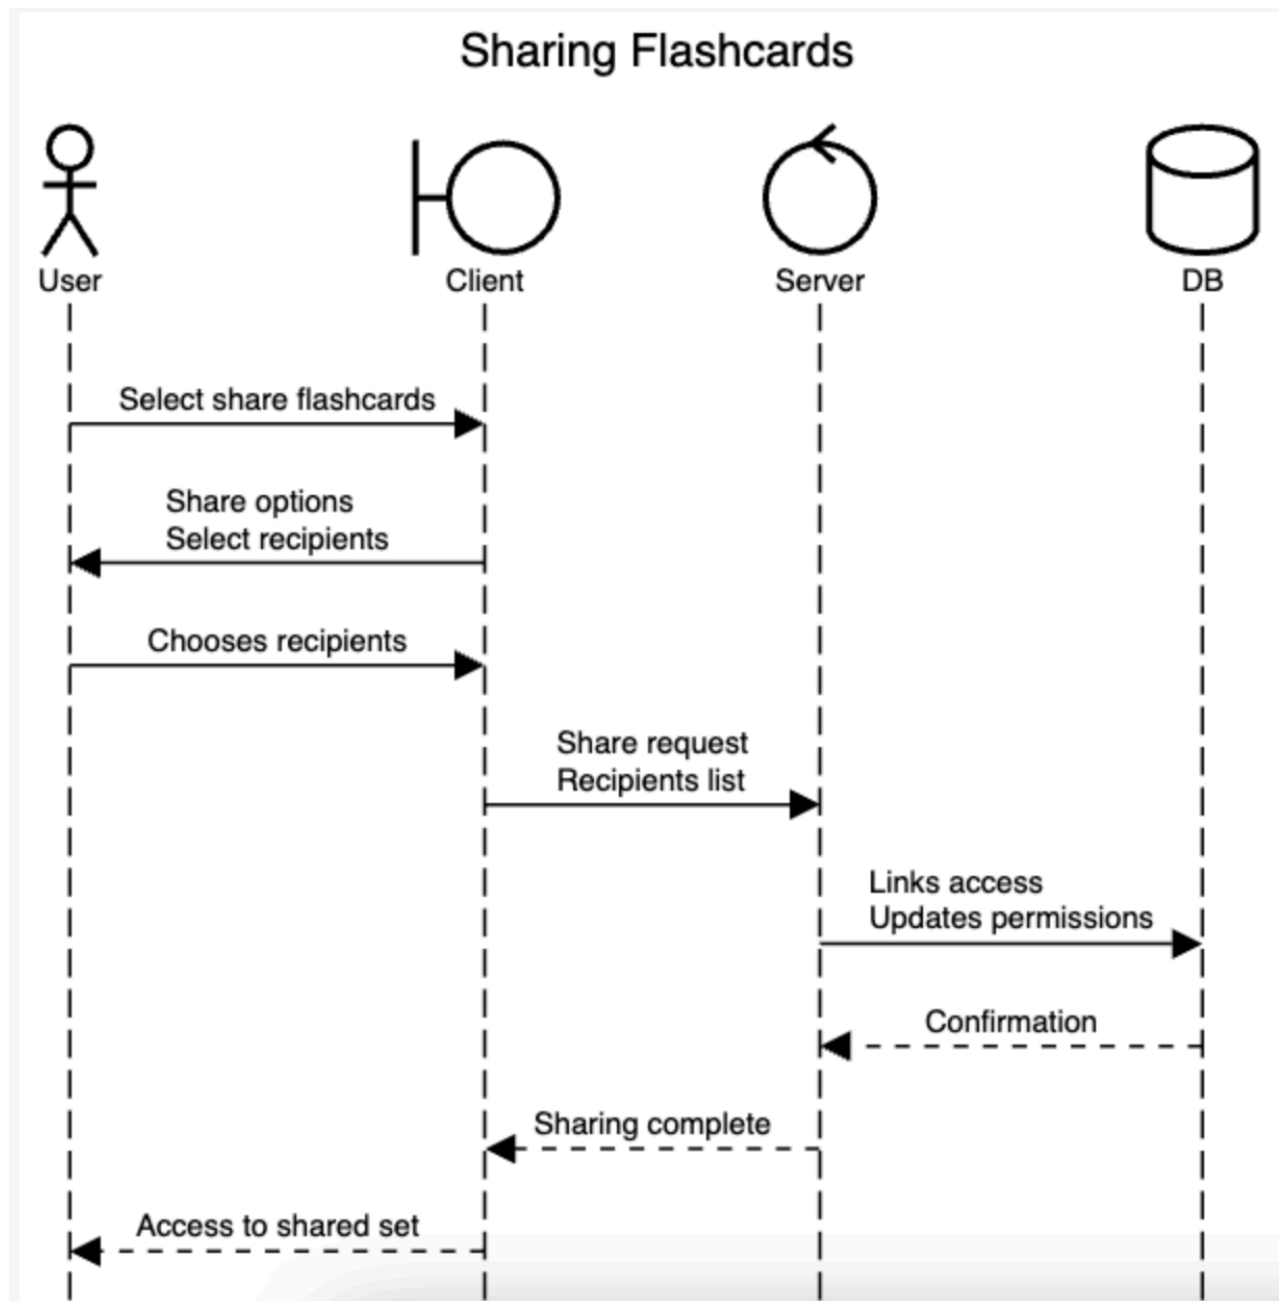 Sharing Flashcards
User
Client
Server
DB
Select share flashcards
Share options
Select recipients
Chooses recipients
Share request
Recipients list
Links access
Updates permissions
Confirmation
Sharing complete
Access to shared set